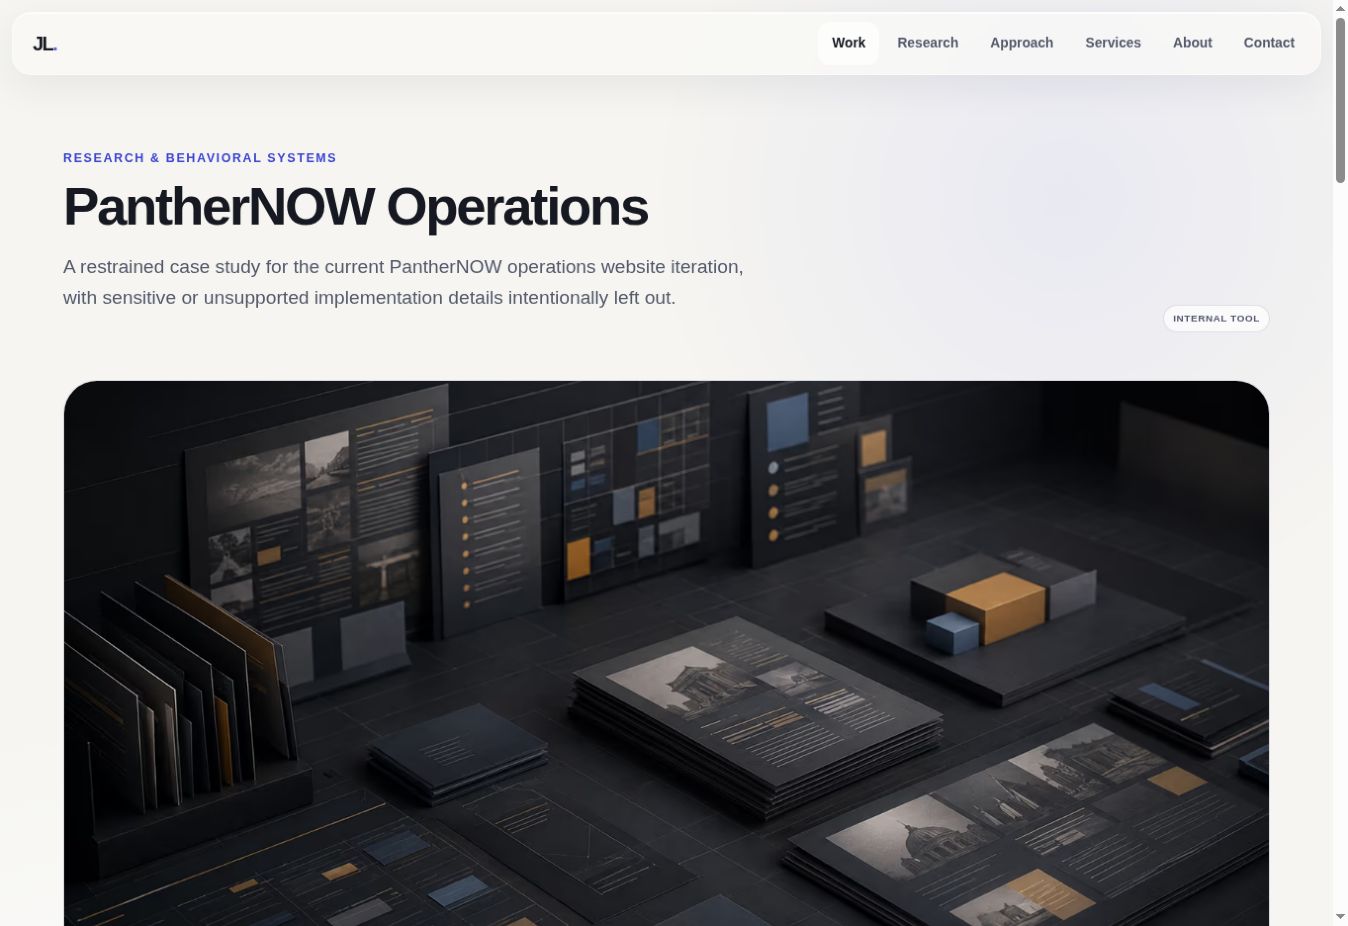 JL.
Work
Research
Approach
Services
About
Contact
RESEARCH & BEHAVIORAL SYSTEMS
PantherNOW Operations
A restrained case study for the current PantherNOW operations website iteration,
with sensitive or unsupported implementation details intentionally left out.
INTERNAL TOOL